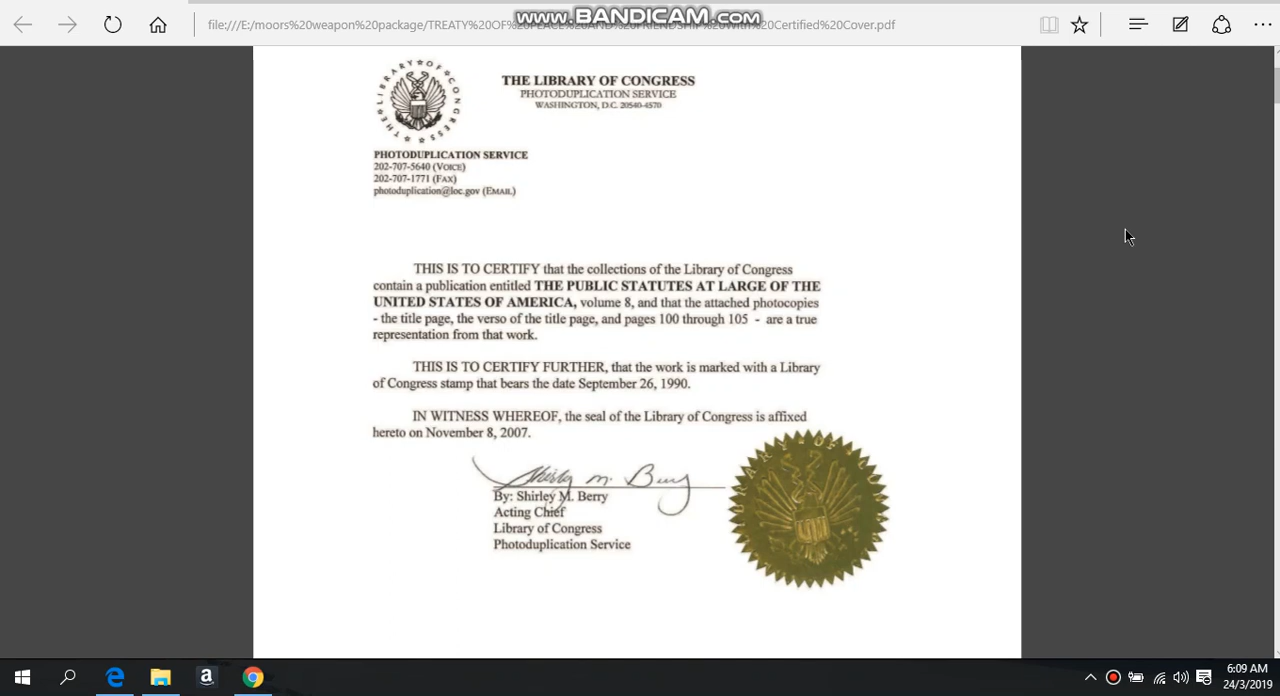 www.BANDICAM.com
file:///E:/moors%20weapon%20package/TREATY%20OF%20PEACE%20AND%20FRIENDSHIP%20With%20Certified%20Cover.pdf
THE LIBRARY OF CONGRESS
THE LIBRARY OF CONGRESS
PHOTODUPLICATION SERVICE
WASHINGTON, D.C. 20540-4570
PHOTODUPLICATION SERVICE
202-707-5640 (VOICE)
202-707-1771 (FAX)
photoduplication@loc.gov (EMAIL)
THIS IS TO CERTIFY that the collections of the Library of Congress
contain a publication entitled THE PUBLIC STATUTES AT LARGE OF THE
UNITED STATES OF AMERICA, volume 8, and that the attached photocopies
- the title page, the verso of the title page, and pages 100 through 105 - are a true
representation from that work.
THIS IS TO CERTIFY FURTHER, that the work is marked with a Library
of Congress stamp that bears the date September 26, 1990.
IN WITNESS WHEREOF, the seal of the Library of Congress is affixed
hereto on November 8, 2007.
Shirley M. Berry
By: Shirley M. Berry
Acting Chief
Library of Congress
Photoduplication Service
6:09 AM
24/3/2019